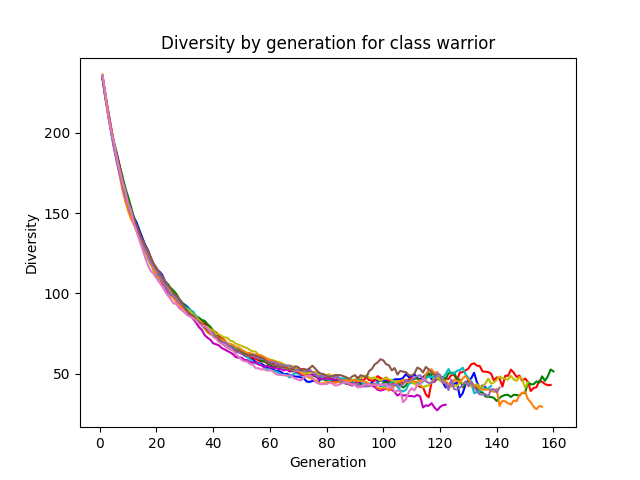 Diversity by generation for class warrior
200
150
100
50
Diversity
0 20 40 60 80 100 120 140 160
Generation